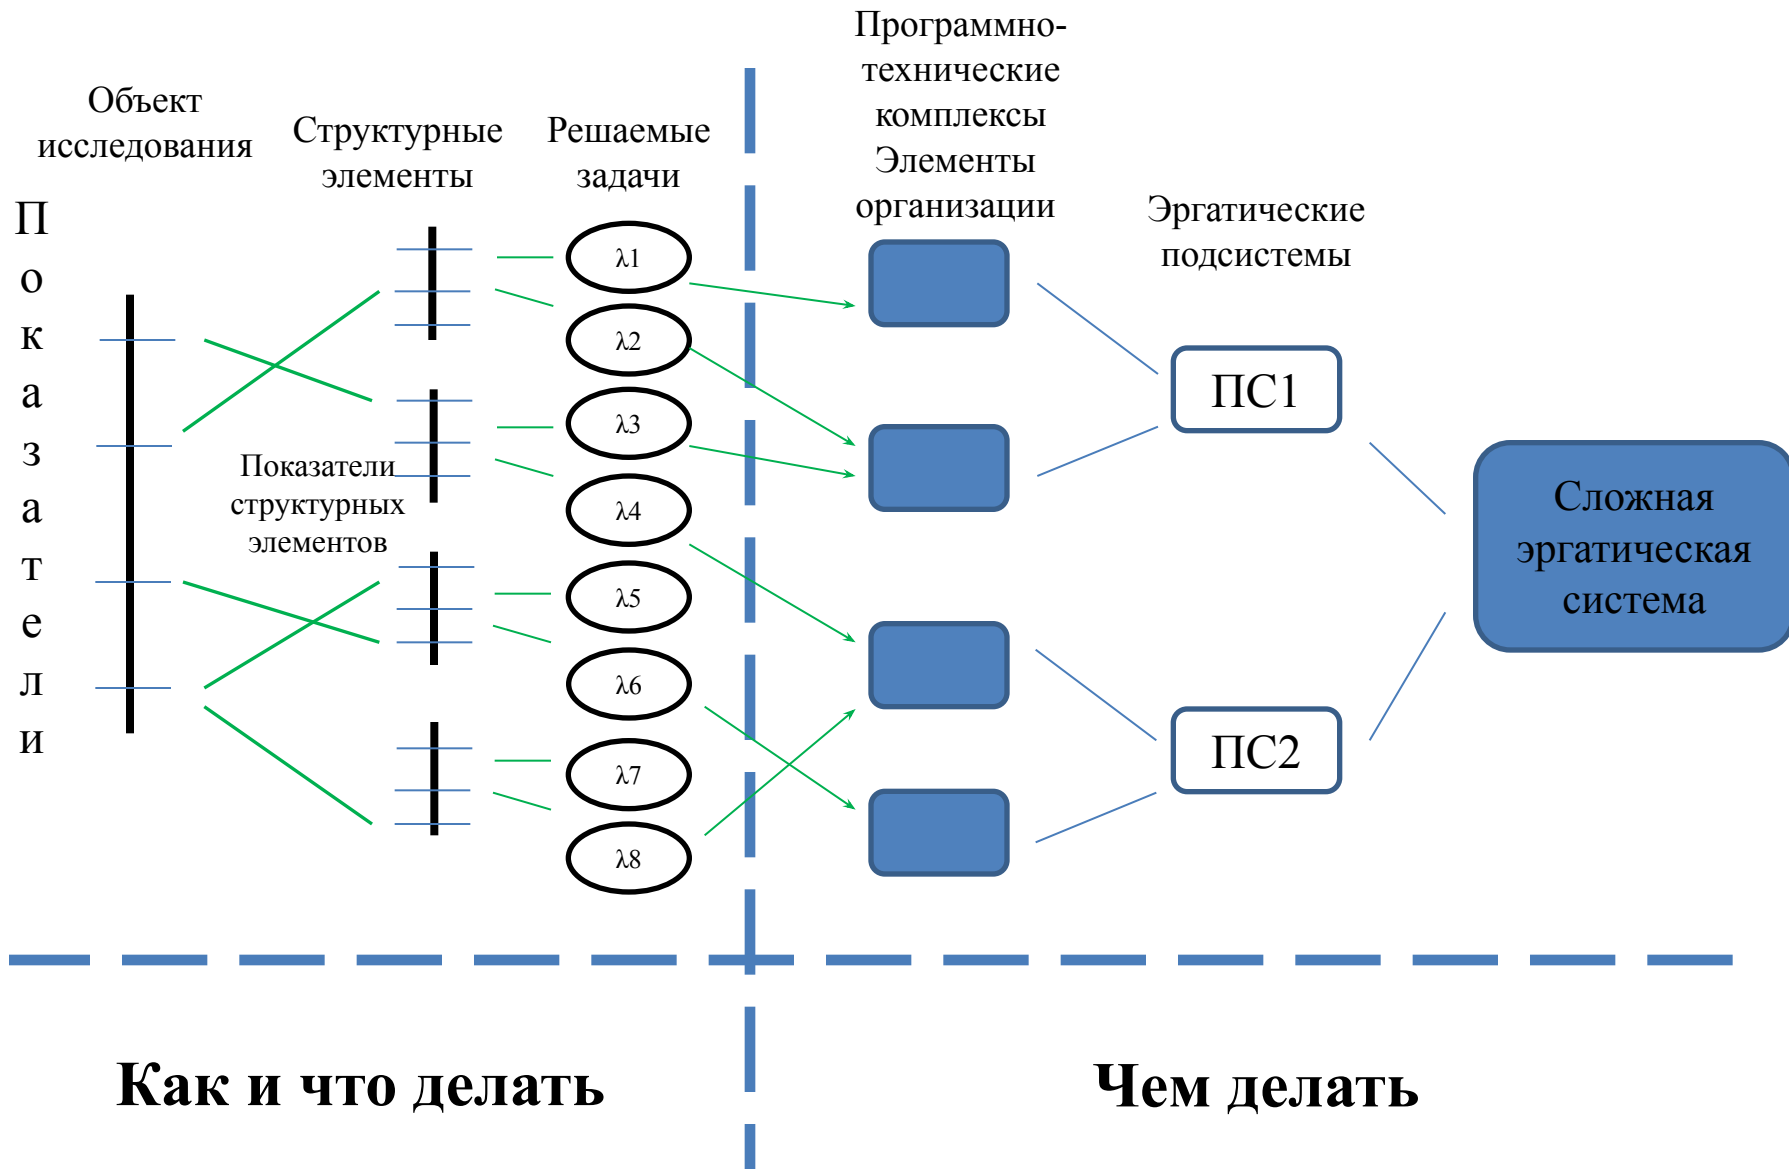 Объект
исследования
Показатели
Структурные
элементы
Решаемые
задачи
Показатели
структурных
элементов
λ1
λ2
λ3
λ4
λ5
λ6
λ7
λ8
Программно-
технические
комплексы
Элементы
организации
Эргатические
подсистемы
ПС1
ПС2
Сложная
эргатическая
система
Как и что делать
Чем делать